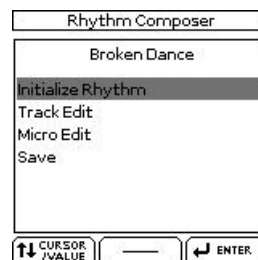 Rhythm Composer
Broken Dance
Initialize Rhythm
Track Edit
Micro Edit
Save
CURSOR
/VALUE
ENTER